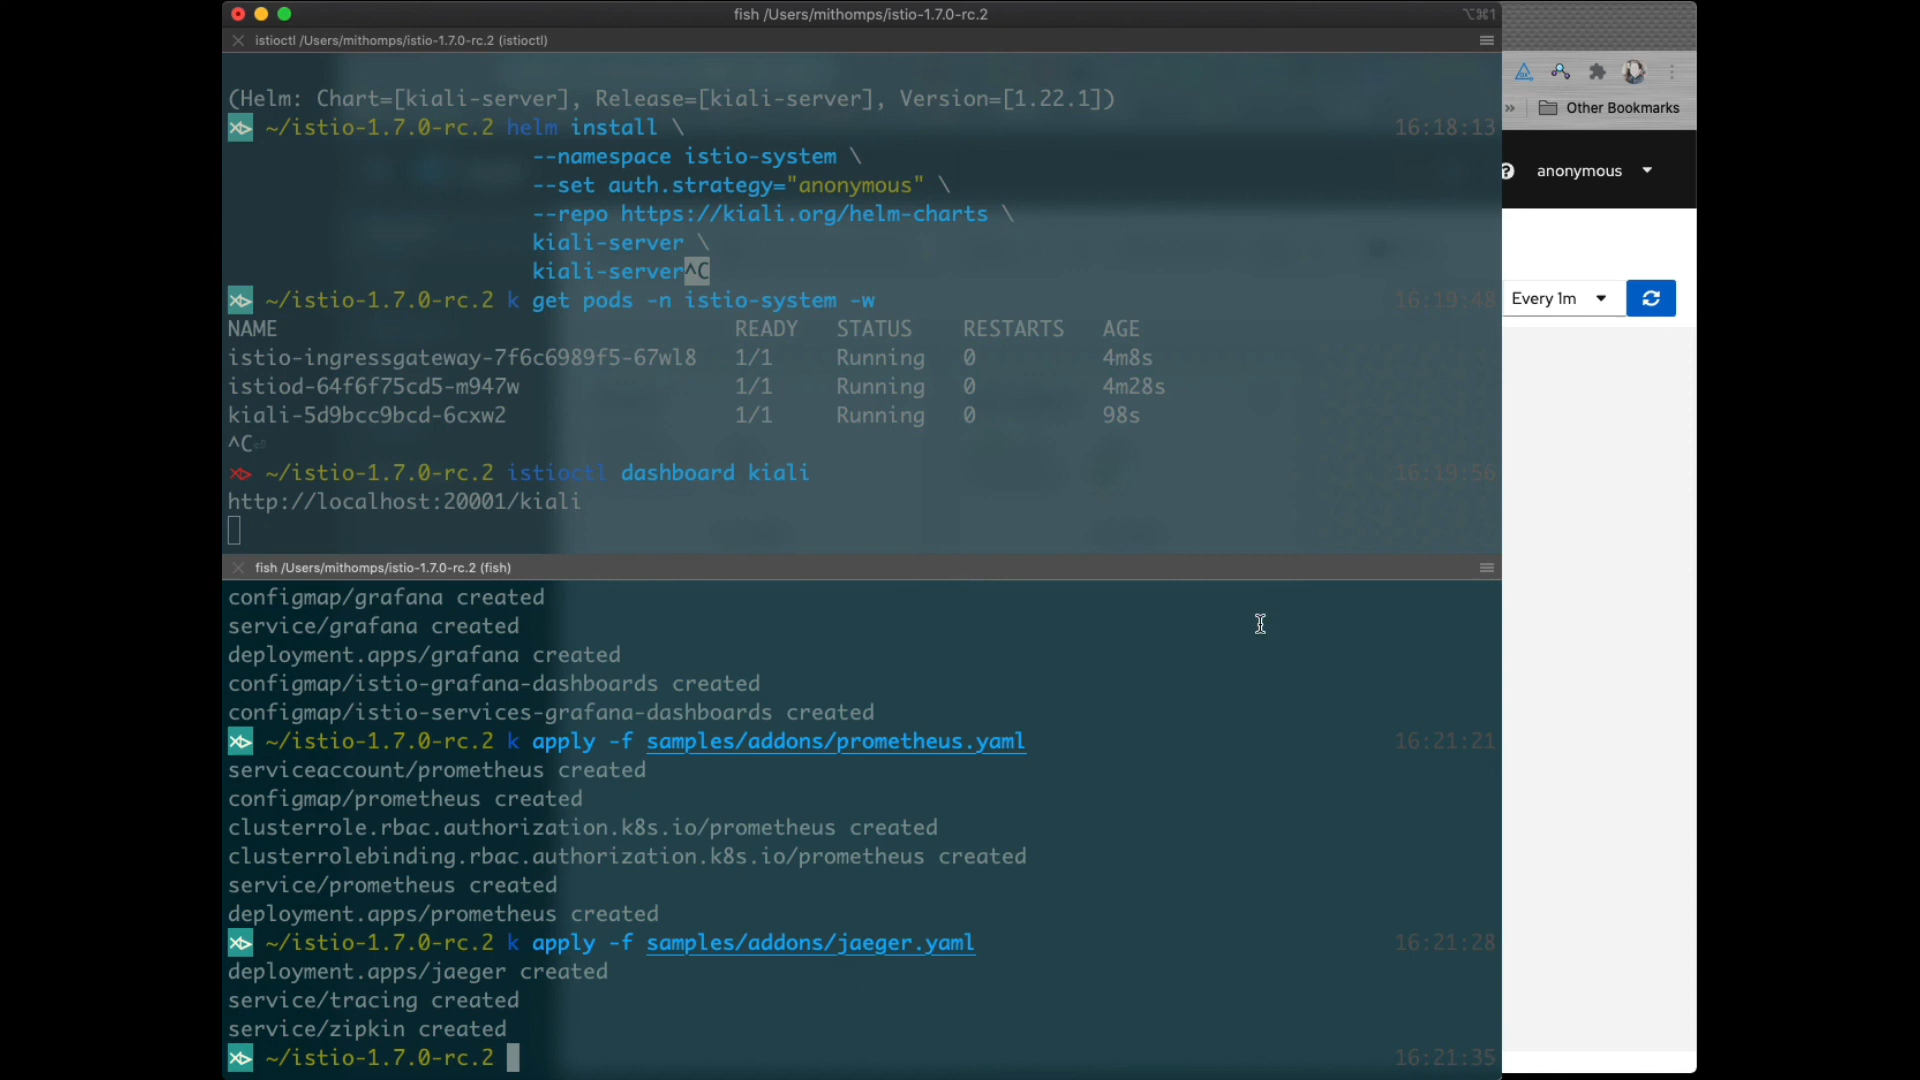 fish /Users/mithomps/istio-1.7.0-rc.2
⌥⌘1
istioctl /Users/mithomps/istio-1.7.0-rc.2 (istioctl)
(Helm: Chart=[kiali-server], Release=[kiali-server], Version=[1.22.1])
~/istio-1.7.0-rc.2 helm install \ 16:18:13
--namespace istio-system \
--set auth.strategy="anonymous" \
--repo https://kiali.org/helm-charts \
kiali-server \
kiali-server^C
~/istio-1.7.0-rc.2 k get pods -n istio-system -w 16:19:48
NAME READY STATUS RESTARTS AGE
istio-ingressgateway-7f6c6989f5-67wl8 1/1 Running 0 4m8s
istiod-64f6f75cd5-m947w 1/1 Running 0 4m28s
kiali-5d9bcc9bcd-6cxw2 1/1 Running 0 98s
^C⏎
~/istio-1.7.0-rc.2 istioctl dashboard kiali 16:19:56
http://localhost:20001/kiali
fish /Users/mithomps/istio-1.7.0-rc.2 (fish)
configmap/grafana created
service/grafana created
deployment.apps/grafana created
configmap/istio-grafana-dashboards created
configmap/istio-services-grafana-dashboards created
~/istio-1.7.0-rc.2 k apply -f samples/addons/prometheus.yaml 16:21:21
serviceaccount/prometheus created
configmap/prometheus created
clusterrole.rbac.authorization.k8s.io/prometheus created
clusterrolebinding.rbac.authorization.k8s.io/prometheus created
service/prometheus created
deployment.apps/prometheus created
~/istio-1.7.0-rc.2 k apply -f samples/addons/jaeger.yaml 16:21:28
deployment.apps/jaeger created
service/tracing created
service/zipkin created
~/istio-1.7.0-rc.2 16:21:35
» Other Bookmarks
anonymous
Every 1m